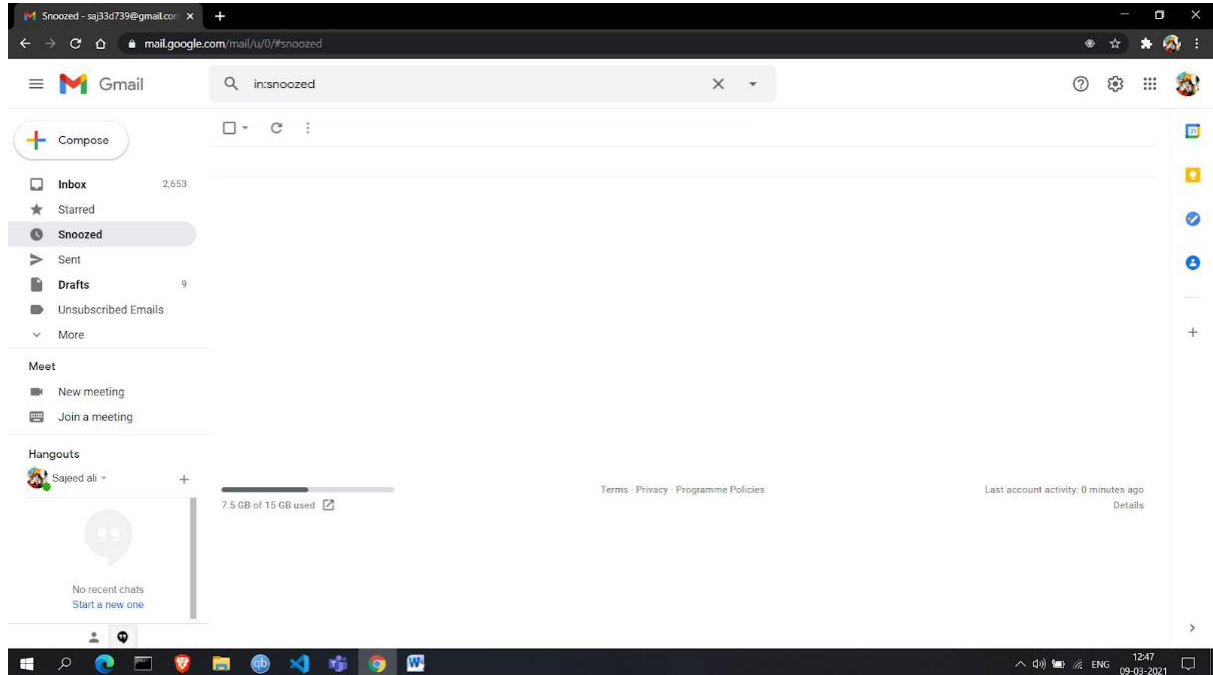 Snoozed - saj33d739@gmail.com
mail.google.com/mail/u/0/#snoozed
Gmail
in:snoozed
Compose
Inbox 2,653
Starred
Snoozed
Sent
Drafts 9
Unsubscribed Emails
More
Meet
New meeting
Join a meeting
Hangouts
Sajeed ali
No recent chats
Start a new one
7.5 GB of 15 GB used
Terms · Privacy · Programme Policies
Last account activity: 0 minutes ago
Details
31
qb
W
ENG
12:47
09-03-2021